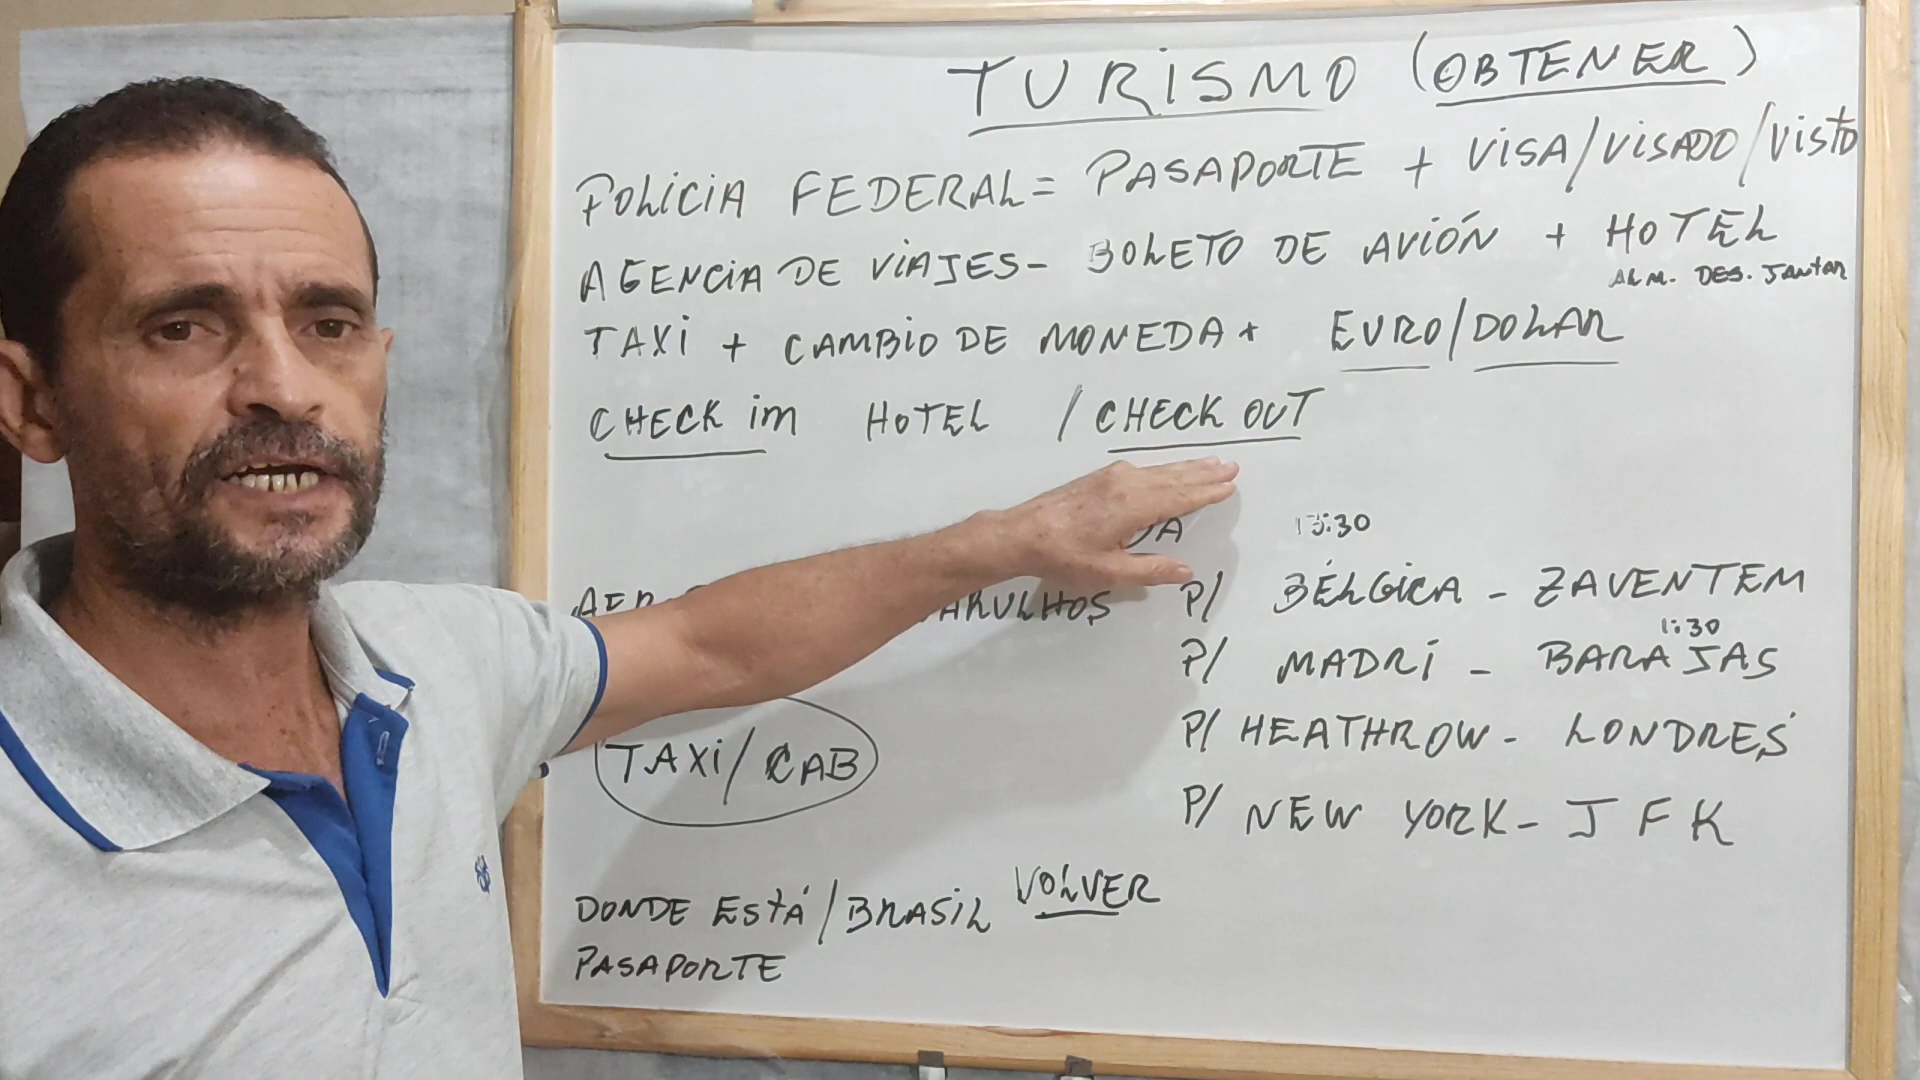 TURISMO (OBTENER)
POLICIA FEDERAL = PASAPORTE + VISA/VISADO/VISTO
AGENCIA DE VIAJES - BOLETO DE AVIÓN + HOTEL
ALM. DES. JANTAR
TAXI + CAMBIO DE MONEDA + EURO/DOLAR
CHECK im HOTEL / CHECK OUT
13:30
ARULHOS P/ BÉLGICA - ZAVENTEM
1:30
P/ MADRI - BARAJAS
TAXI/CAB P/ HEATHROW - LONDRES
P/ NEW YORK - JFK
DONDE ESTÁ/BRASIL VOLVER
PASAPORTE